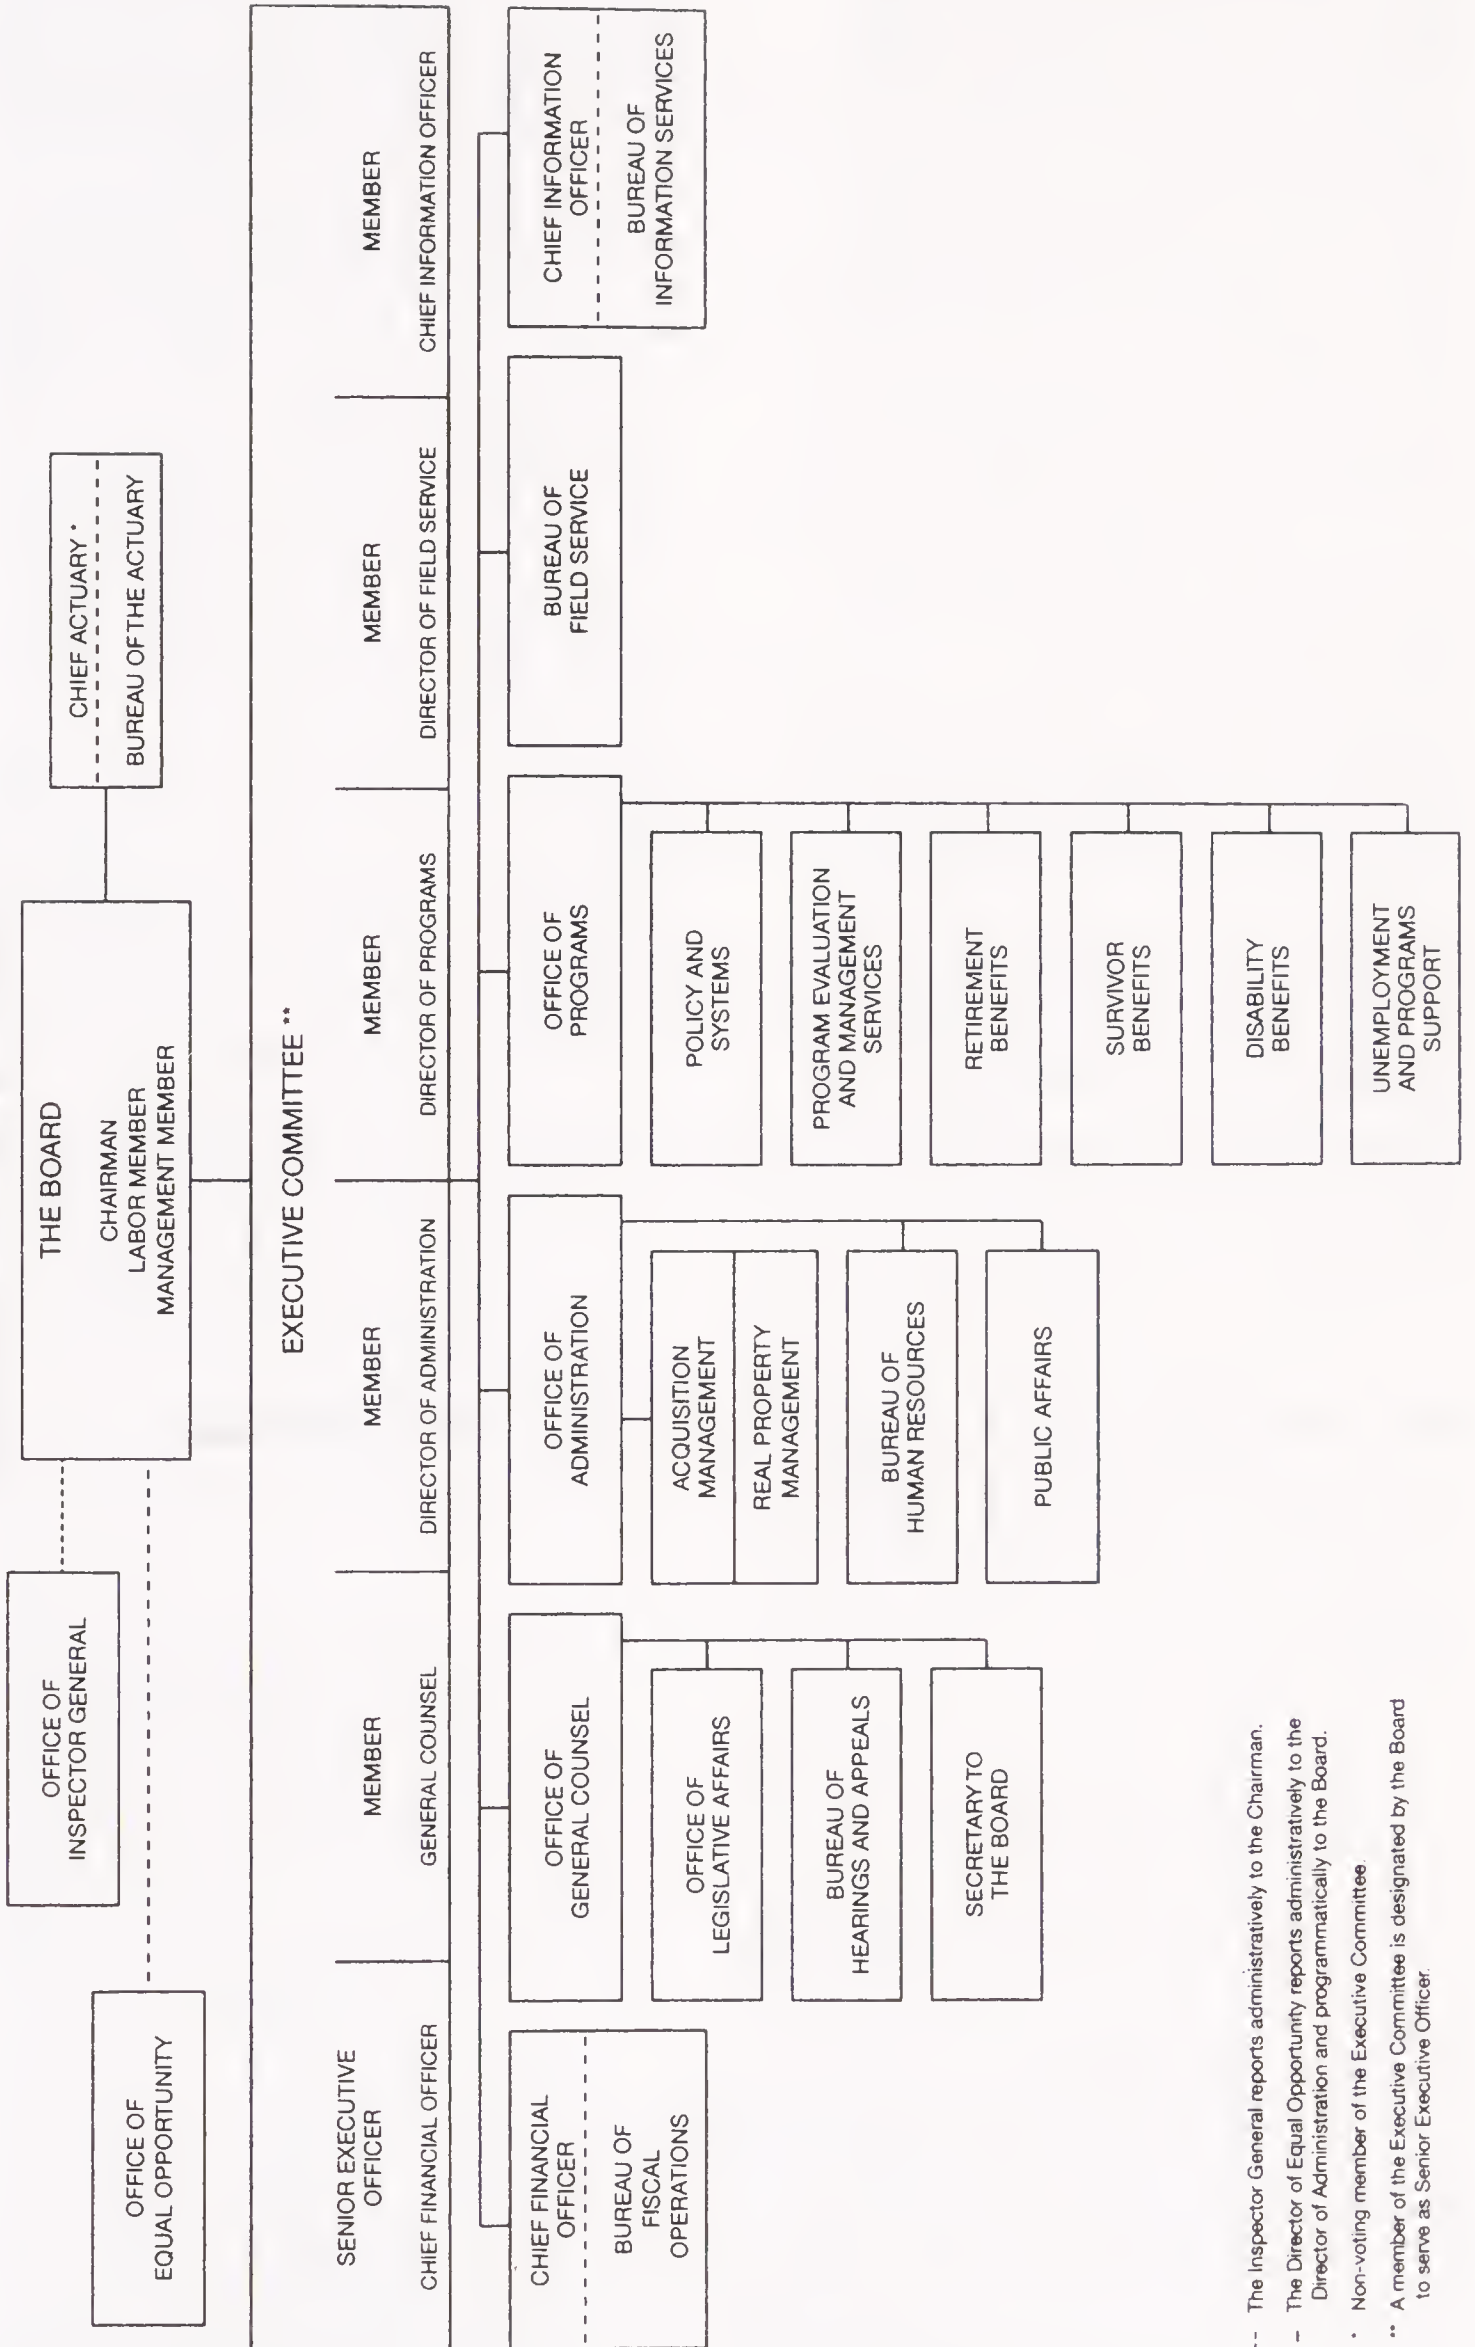 OFFICE OF
INSPECTOR GENERAL
OFFICE OF
EQUAL OPPORTUNITY
THE BOARD
CHAIRMAN
LABOR MEMBER
MANAGEMENT MEMBER
CHIEF ACTUARY *
BUREAU OF THE ACTUARY
EXECUTIVE COMMITTEE **
SENIOR EXECUTIVE
OFFICER
CHIEF FINANCIAL OFFICER
MEMBER
GENERAL COUNSEL
MEMBER
DIRECTOR OF ADMINISTRATION
MEMBER
DIRECTOR OF PROGRAMS
MEMBER
DIRECTOR OF FIELD SERVICE
MEMBER
CHIEF INFORMATION OFFICER
CHIEF FINANCIAL
OFFICER
BUREAU OF
FISCAL
OPERATIONS
OFFICE OF
GENERAL COUNSEL
OFFICE OF
LEGISLATIVE AFFAIRS
BUREAU OF
HEARINGS AND APPEALS
SECRETARY TO
THE BOARD
OFFICE OF
ADMINISTRATION
ACQUISITION
MANAGEMENT
REAL PROPERTY
MANAGEMENT
BUREAU OF
HUMAN RESOURCES
PUBLIC AFFAIRS
OFFICE OF
PROGRAMS
POLICY AND
SYSTEMS
PROGRAM EVALUATION
AND MANAGEMENT
SERVICES
RETIREMENT
BENEFITS
SURVIVOR
BENEFITS
DISABILITY
BENEFITS
UNEMPLOYMENT
AND PROGRAMS
SUPPORT
BUREAU OF
FIELD SERVICE
CHIEF INFORMATION
OFFICER
BUREAU OF
INFORMATION SERVICES
-- The Inspector General reports administratively to the Chairman.
– The Director of Equal Opportunity reports administratively to the
Director of Administration and programmatically to the Board.
* Non-voting member of the Executive Committee.
** A member of the Executive Committee is designated by the Board
to serve as Senior Executive Officer.